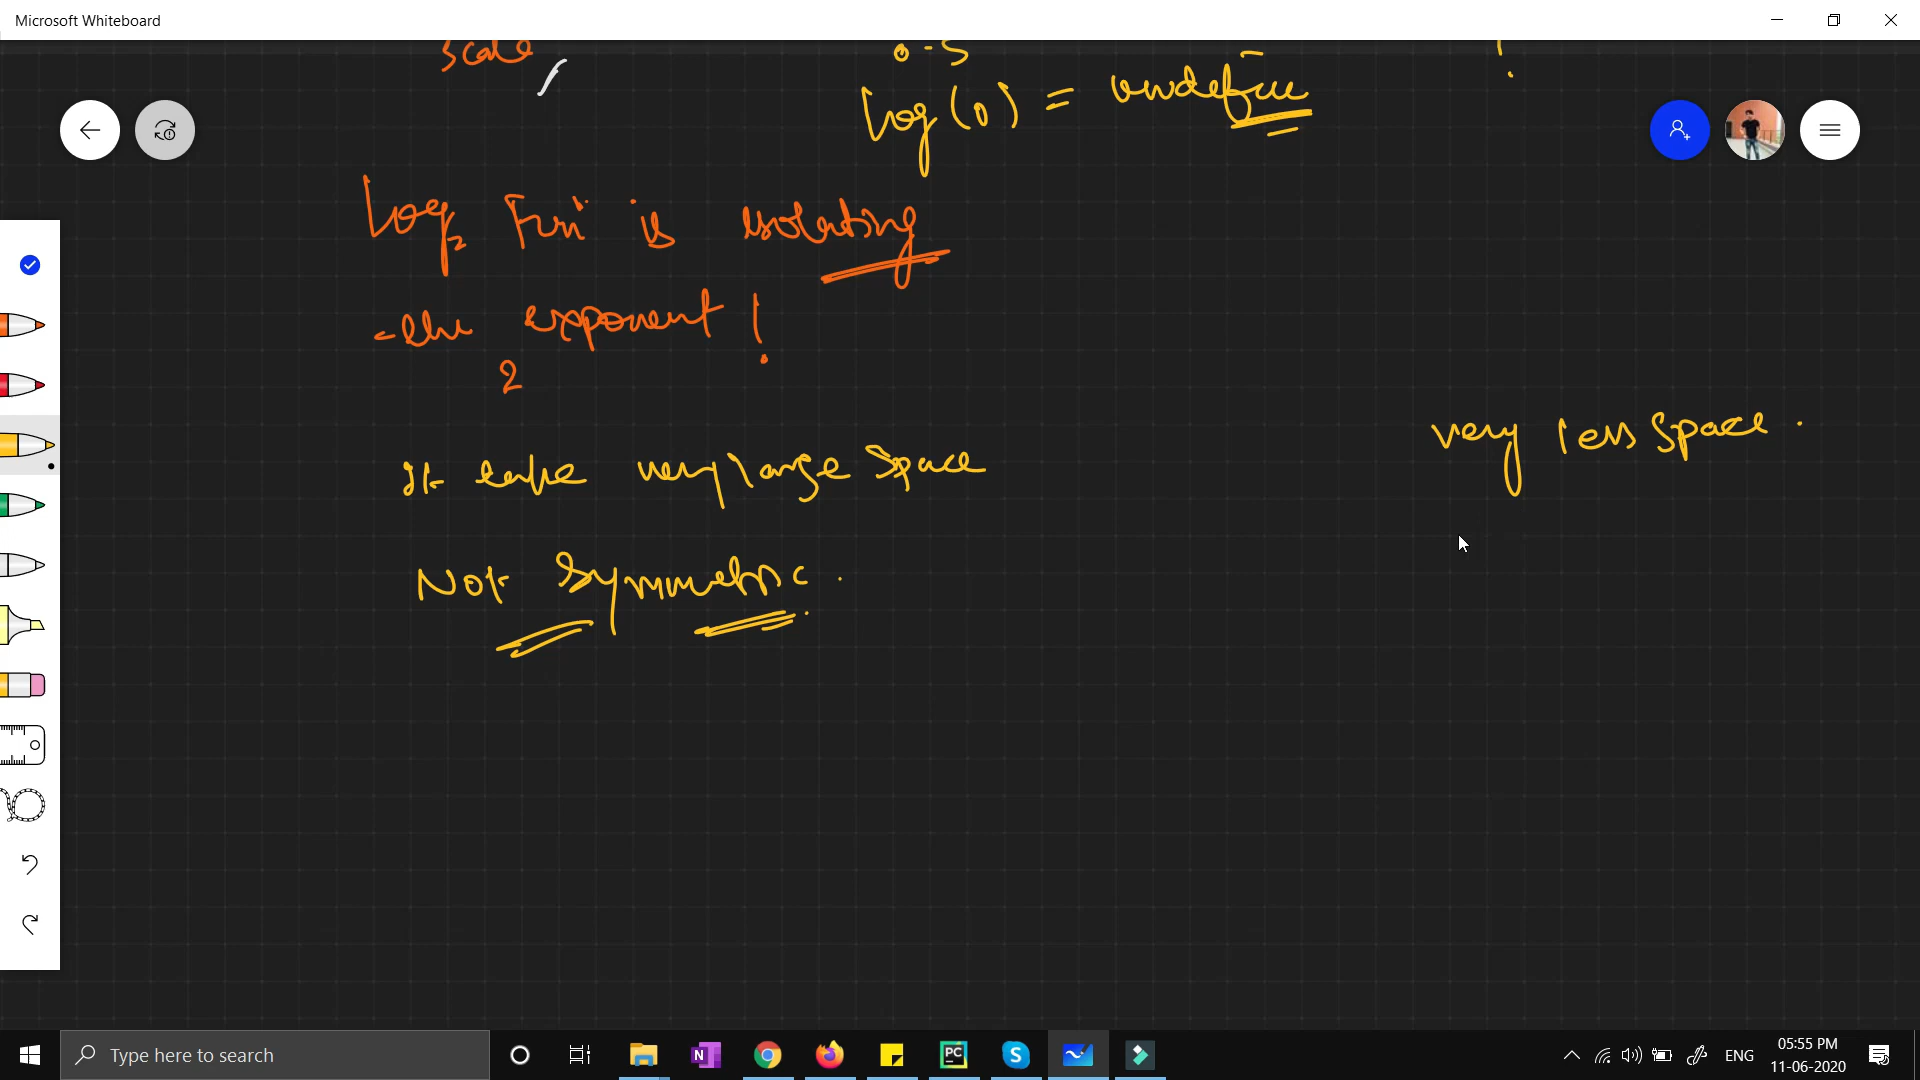 Microsoft Whiteboard
scale
0.5
log(0) = undefine
!
Log₂ Funⁿ is isolating
the exponent !
2
very less space.
It take very large space
Not Symmetric.
Type here to search
ENG
05:55 PM
11-06-2020